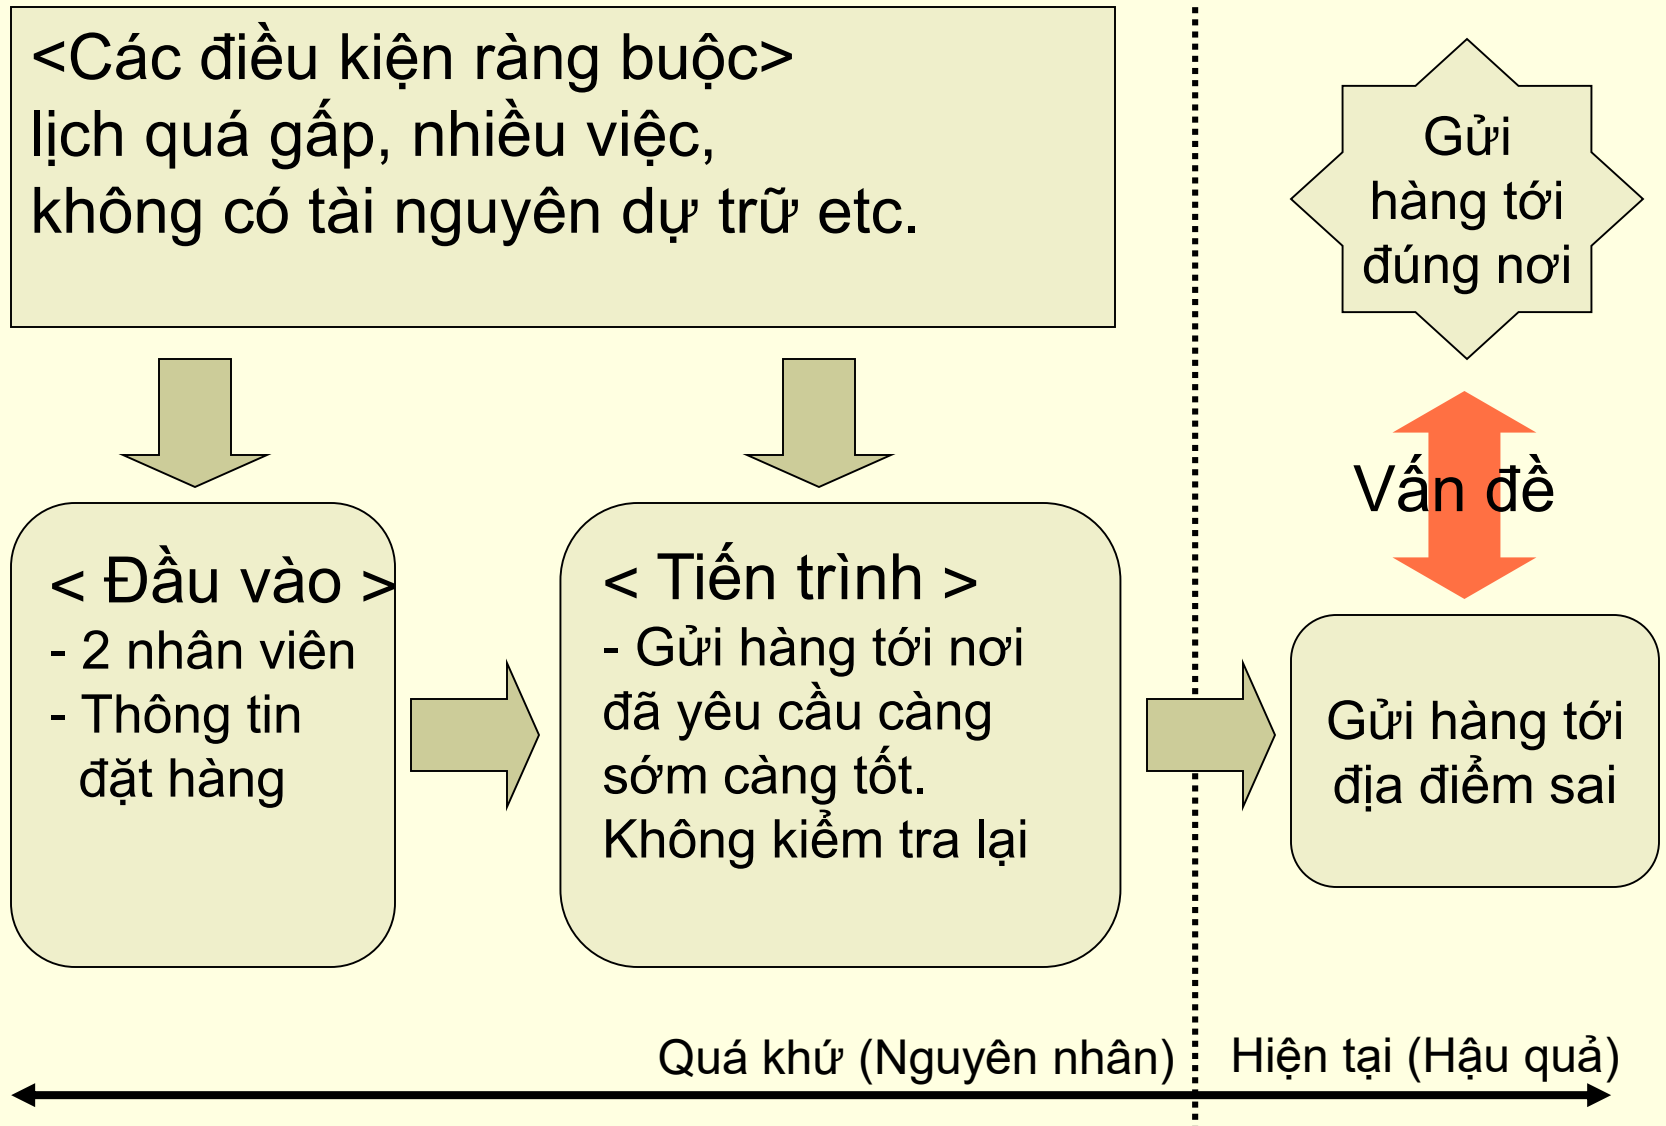 <Các điều kiện ràng buộc>
lịch quá gấp, nhiều việc,
không có tài nguyên dự trữ etc.
Gửi
hàng tới
đúng nơi
Vấn đề
< Đầu vào >
- 2 nhân viên
- Thông tin
đặt hàng
< Tiến trình >
- Gửi hàng tới nơi
đã yêu cầu càng
sớm càng tốt.
Không kiểm tra lại
Gửi hàng tới
địa điểm sai
Quá khứ (Nguyên nhân)
Hiện tại (Hậu quả)